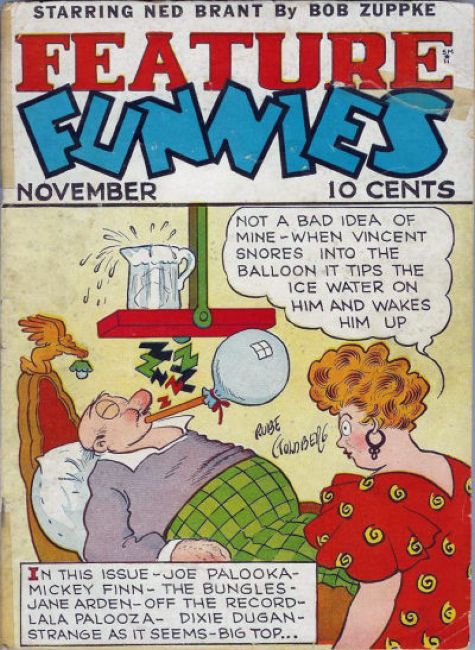 STARRING NED BRANT BY BOB ZUPPKE
FEATURE
FUNNIES
NOVEMBER
10 CENTS
NOT A BAD IDEA OF
MINE-WHEN VINCENT
SNORES INTO THE
BALLOON IT TIPS THE
ICE WATER ON
HIM AND WAKES
HIM UP
RUBE
GOLDBERG
IN THIS ISSUE-JOE PALOOKA-
MICKEY FINN-THE BUNGLES-
JANE ARDEN-OFF THE RECORD-
LALA PALOOZA- DIXIE DUGAN-
STRANGE AS IT SEEMS-BIG TOP...